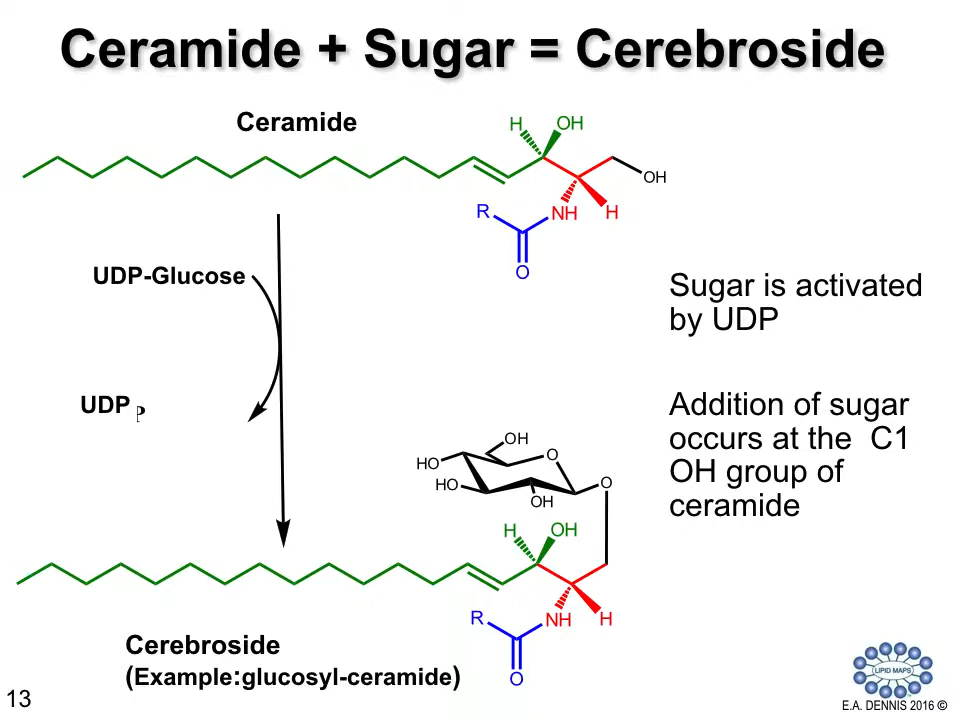 Ceramide + Sugar = Cerebroside
Ceramide
H
OH
OH
R
NH
H
O
UDP-Glucose
Sugar is activated
by UDP
UDP
P
Addition of sugar
occurs at the C1
OH group of
ceramide
OH
O
HO
HO
OH
O
H
OH
R
NH
H
O
Cerebroside
(Example:glucosyl-ceramide)
LIPID MAPS
13
E.A. DENNIS 2016 ©